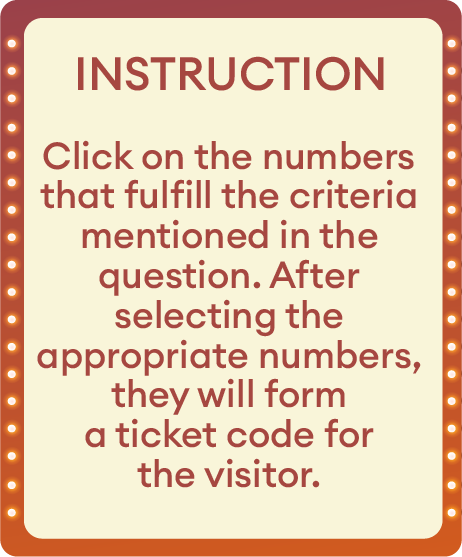 INSTRUCTION
Click on the numbers
that fulfill the criteria
mentioned in the
question. After
selecting the
appropriate numbers,
they will form
a ticket code for
the visitor.